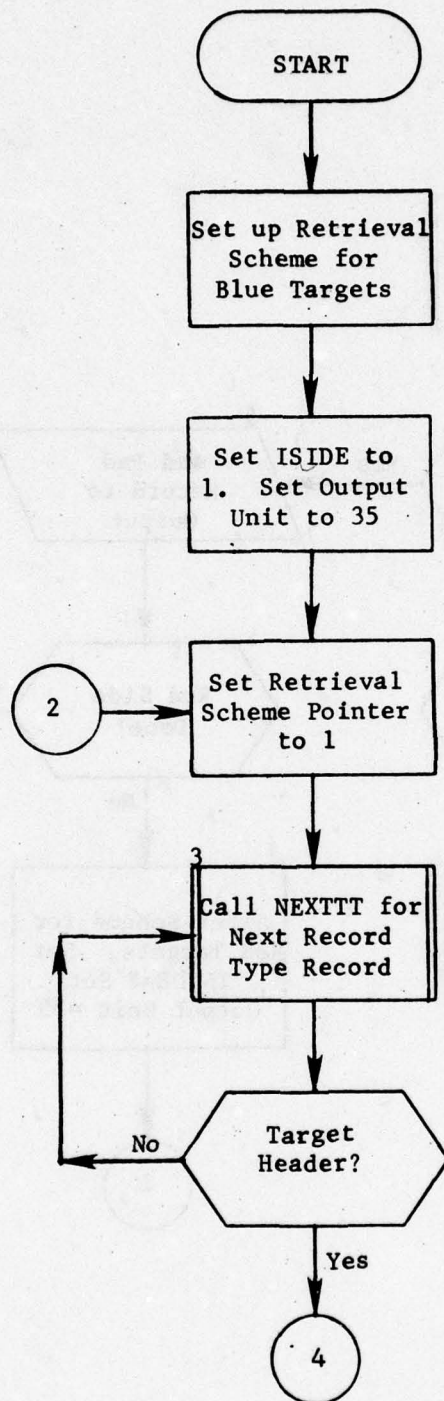 START
Set up Retrieval
Scheme for
Blue Targets
Set ISIDE to
1. Set Output
Unit to 35
2
Set Retrieval
Scheme Pointer
to 1
3
Call NEXTTT for
Next Record
Type Record
Target
Header?
No
Yes
4